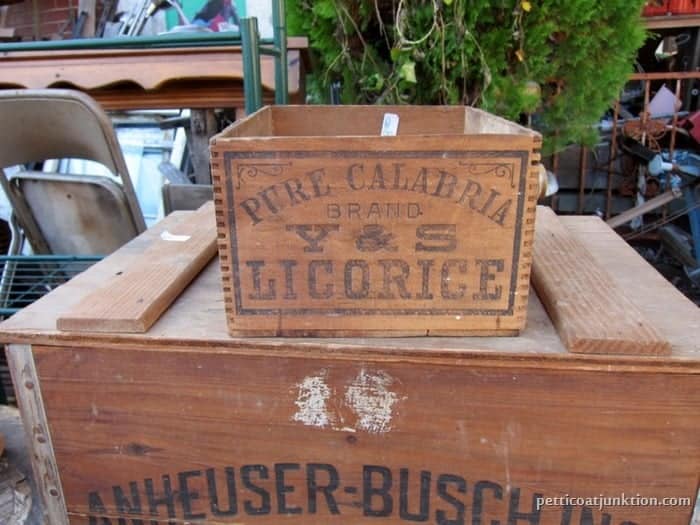 PURE CALABRIA
BRAND
Y & S
LICORICE
ANHEUSER-BUSCH
petticoatjunktion.com